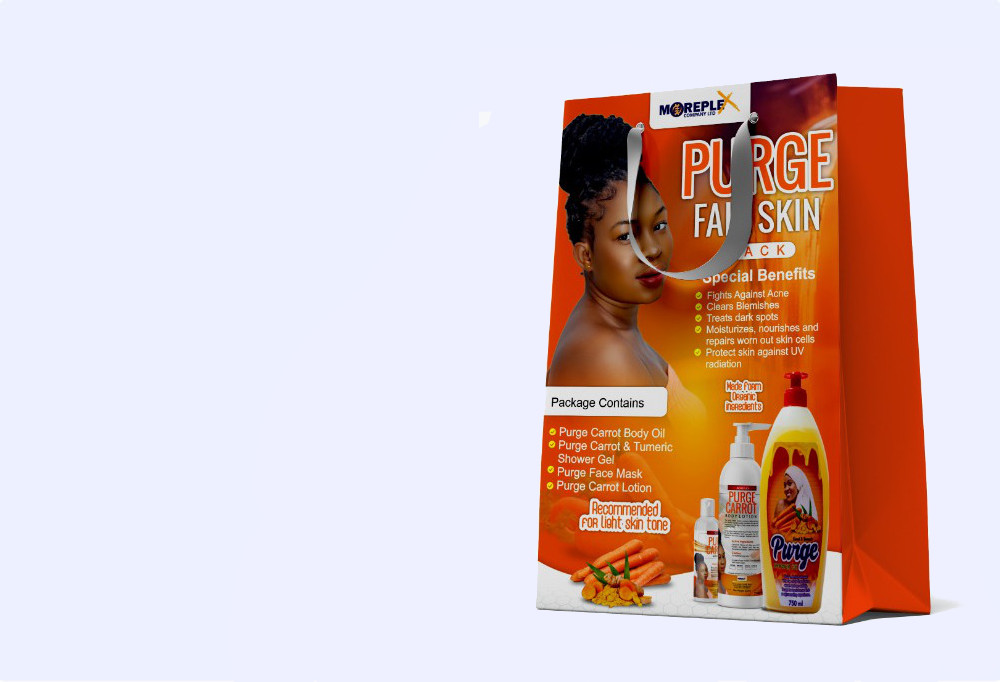 MOREPLEX
COMPANY LTD
PURGE
SKIN
Special Benefits
Fights Against Acne
Clears Blemishes
Treats dark spots
Moisturizes, nourishes and
repairs worn out skin cells
Protect skin against UV
radiation
Made from
Organic
ingredients
Package Contains
Purge Carrot Body Oil
Purge Carrot & Tumeric
Shower Gel
Purge Face Mask
Purge Carrot Lotion
Recommended
for light skin tone
PURGE
CARROT
BODY LOTION
Purge
750 ml